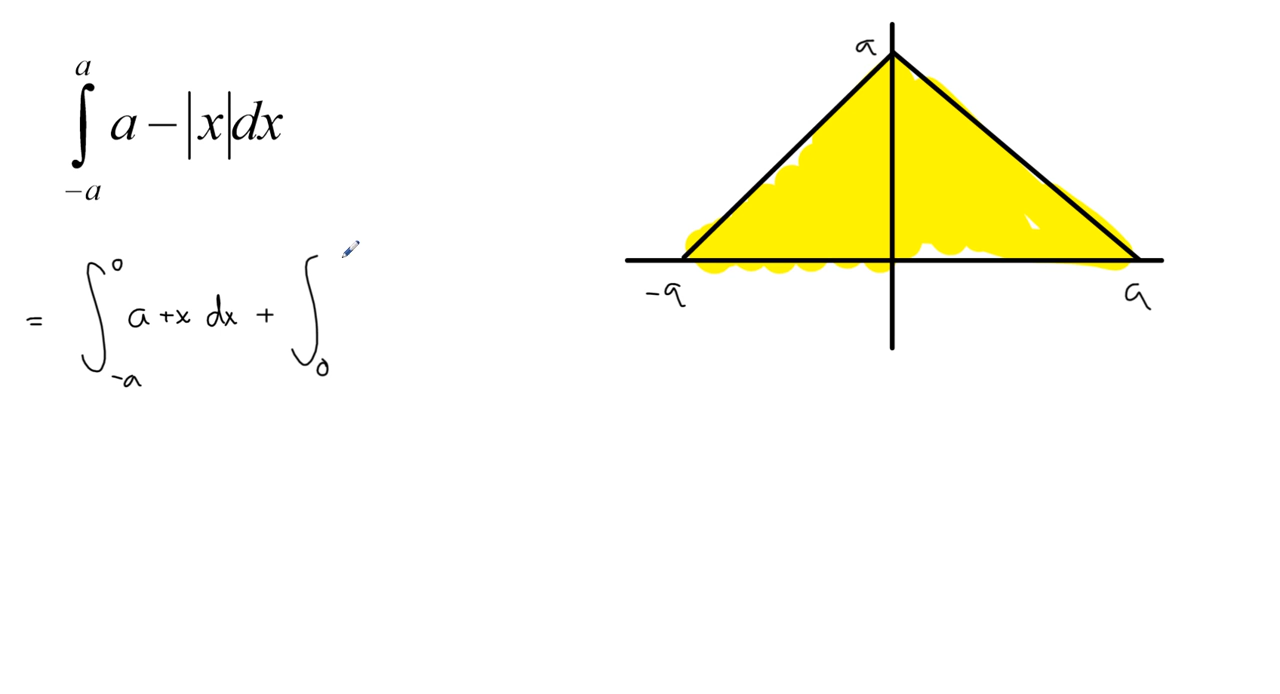 a
∫ a − |x| dx
−a
= ∫_{-a}^{0} a + x dx + ∫_{0}
a
-a
a